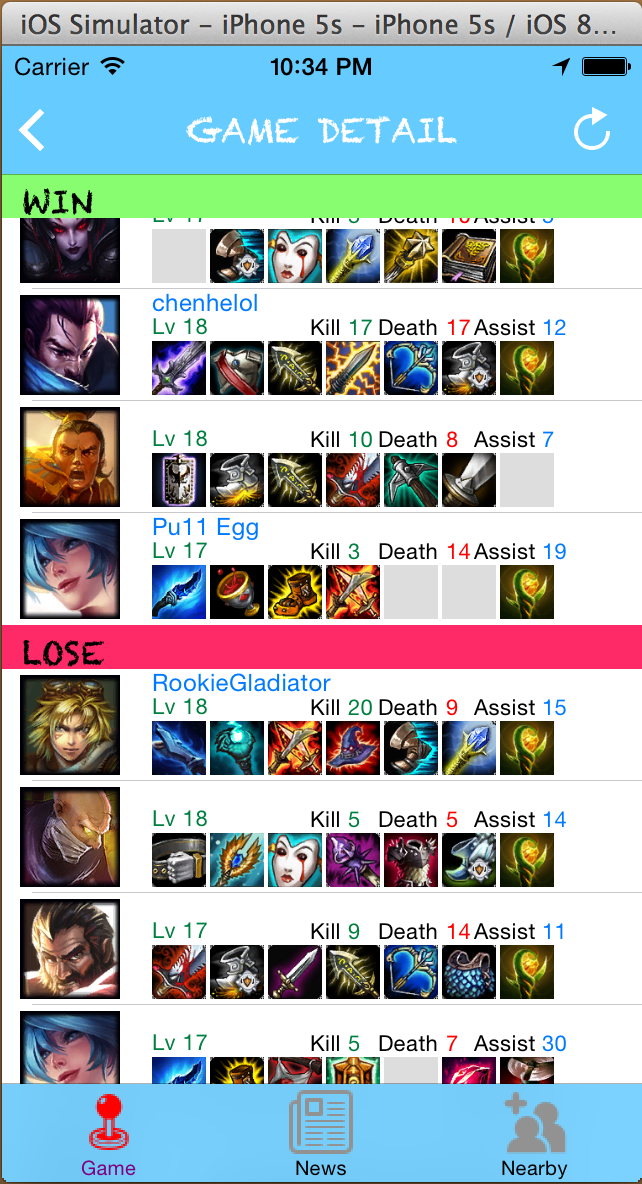 iOS Simulator - iPhone 5s - iPhone 5s / iOS 8...
Carrier 10:34 PM
GAME DETAIL
WIN
Lv 17 Kill Death Assist
chenhelol
Lv 18 Kill 17 Death 17 Assist 12
Lv 18 Kill 10 Death 8 Assist 7
Pu11 Egg
Lv 17 Kill 3 Death 14 Assist 19
LOSE
RookieGladiator
Lv 18 Kill 20 Death 9 Assist 15
Lv 18 Kill 5 Death 5 Assist 14
Lv 17 Kill 9 Death 14 Assist 11
Lv 17 Kill 5 Death 7 Assist 30
Game News Nearby